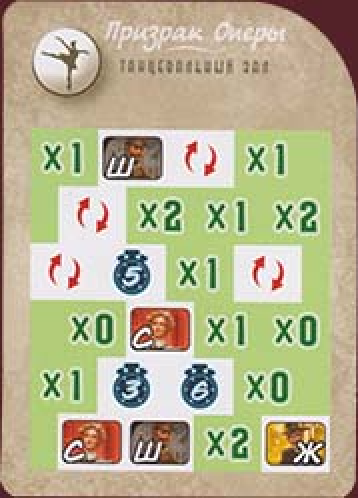 Призрак Оперы
ТАНЦЕВАЛЬНЫЙ ЗАЛ
x1 Ш x1
x2 x1 x2
5 x1
x0 С x1 x0
x1 3 6 x0
С Ш x2 Ж